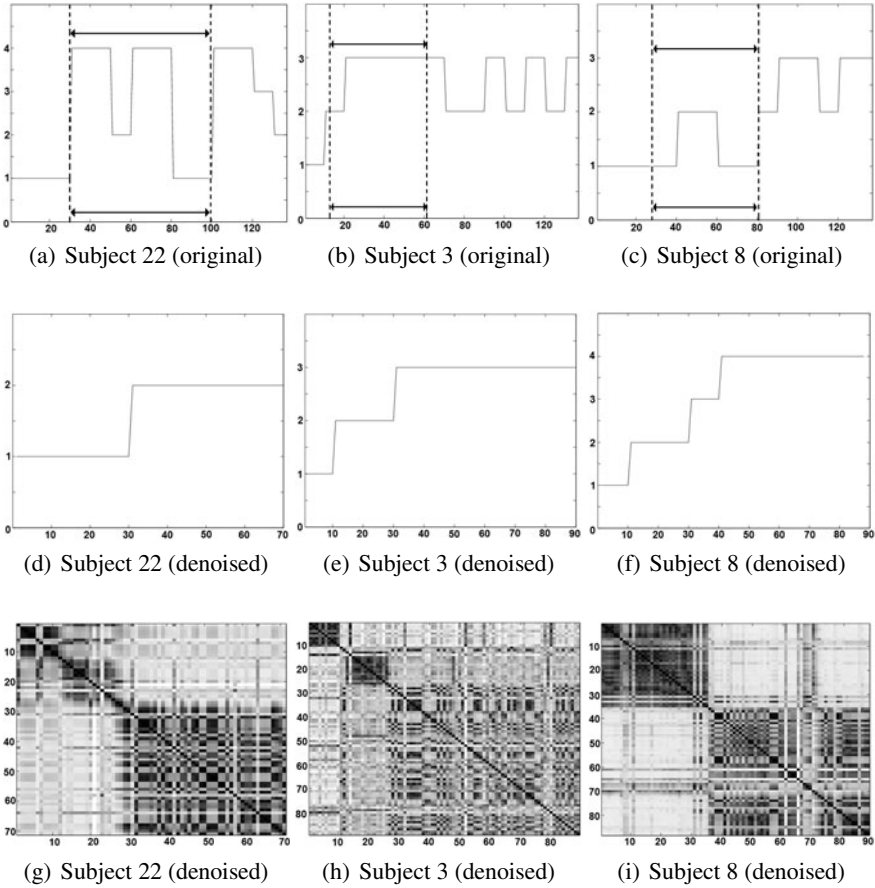 4
3
2
1
0
20 40 60 80 100 120
(a) Subject 22 (original)
3
2
1
0
20 40 60 80 100 120
(b) Subject 3 (original)
3
2
1
0
20 40 60 80 100 120
(c) Subject 8 (original)
2
1
0
10 20 30 40 50 60 70
(d) Subject 22 (denoised)
3
2
1
0
10 20 30 40 50 60 70 80 90
(e) Subject 3 (denoised)
4
3
2
1
0
10 20 30 40 50 60 70 80 90
(f) Subject 8 (denoised)
10
20
30
40
50
60
70
10 20 30 40 50 60 70
(g) Subject 22 (denoised)
10
20
30
40
50
60
70
80
10 20 30 40 50 60 70 80
(h) Subject 3 (denoised)
10
20
30
40
50
60
70
80
10 20 30 40 50 60 70 80
(i) Subject 8 (denoised)